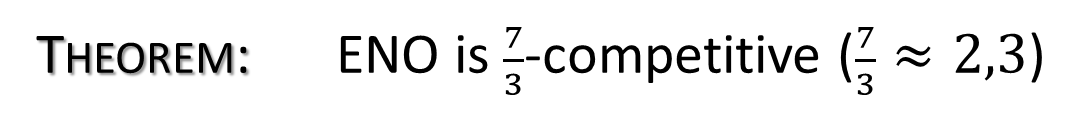 THEOREM: ENO is 7/3-competitive (7/3 ≈ 2,3)